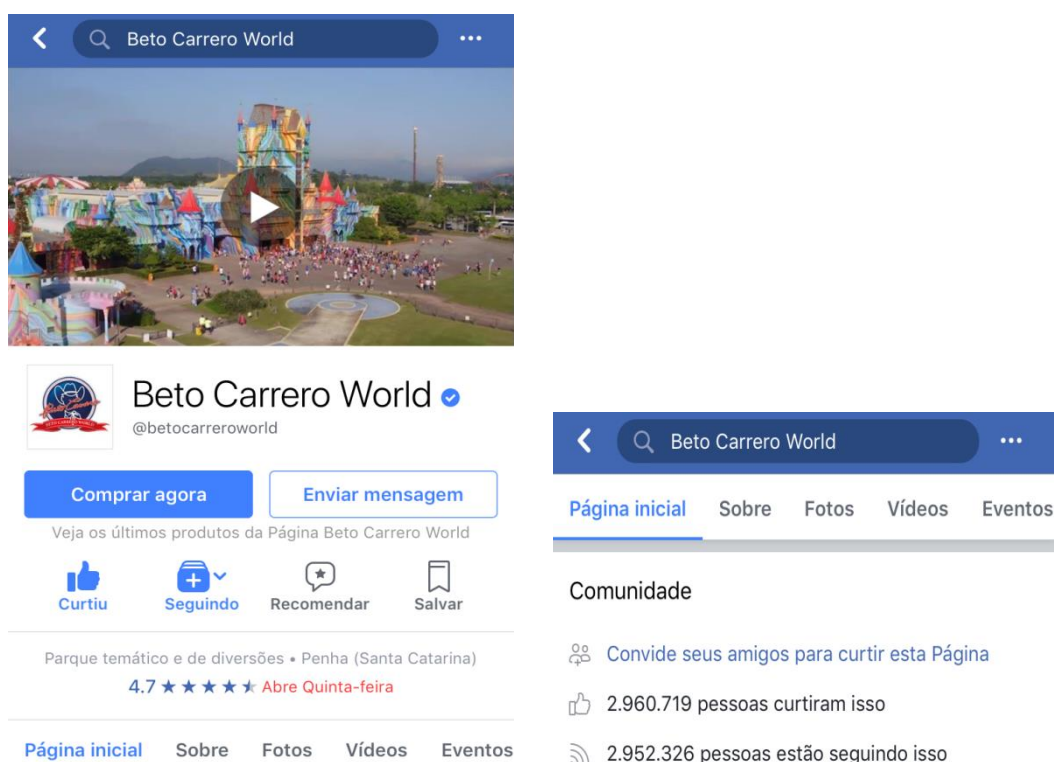 Beto Carrero World
Beto Carrero World
@betocarreroworld
Comprar agora
Enviar mensagem
Veja os últimos produtos da Página Beto Carrero World
Curtiu
Seguindo
Recomendar
Salvar
Parque temático e de diversões • Penha (Santa Catarina)
4.7 ★★★★★ Abre Quinta-feira
Página inicial Sobre Fotos Vídeos Eventos
Beto Carrero World
Página inicial Sobre Fotos Vídeos Eventos
Comunidade
Convide seus amigos para curtir esta Página
2.960.719 pessoas curtiram isso
2.952.326 pessoas estão seguindo isso